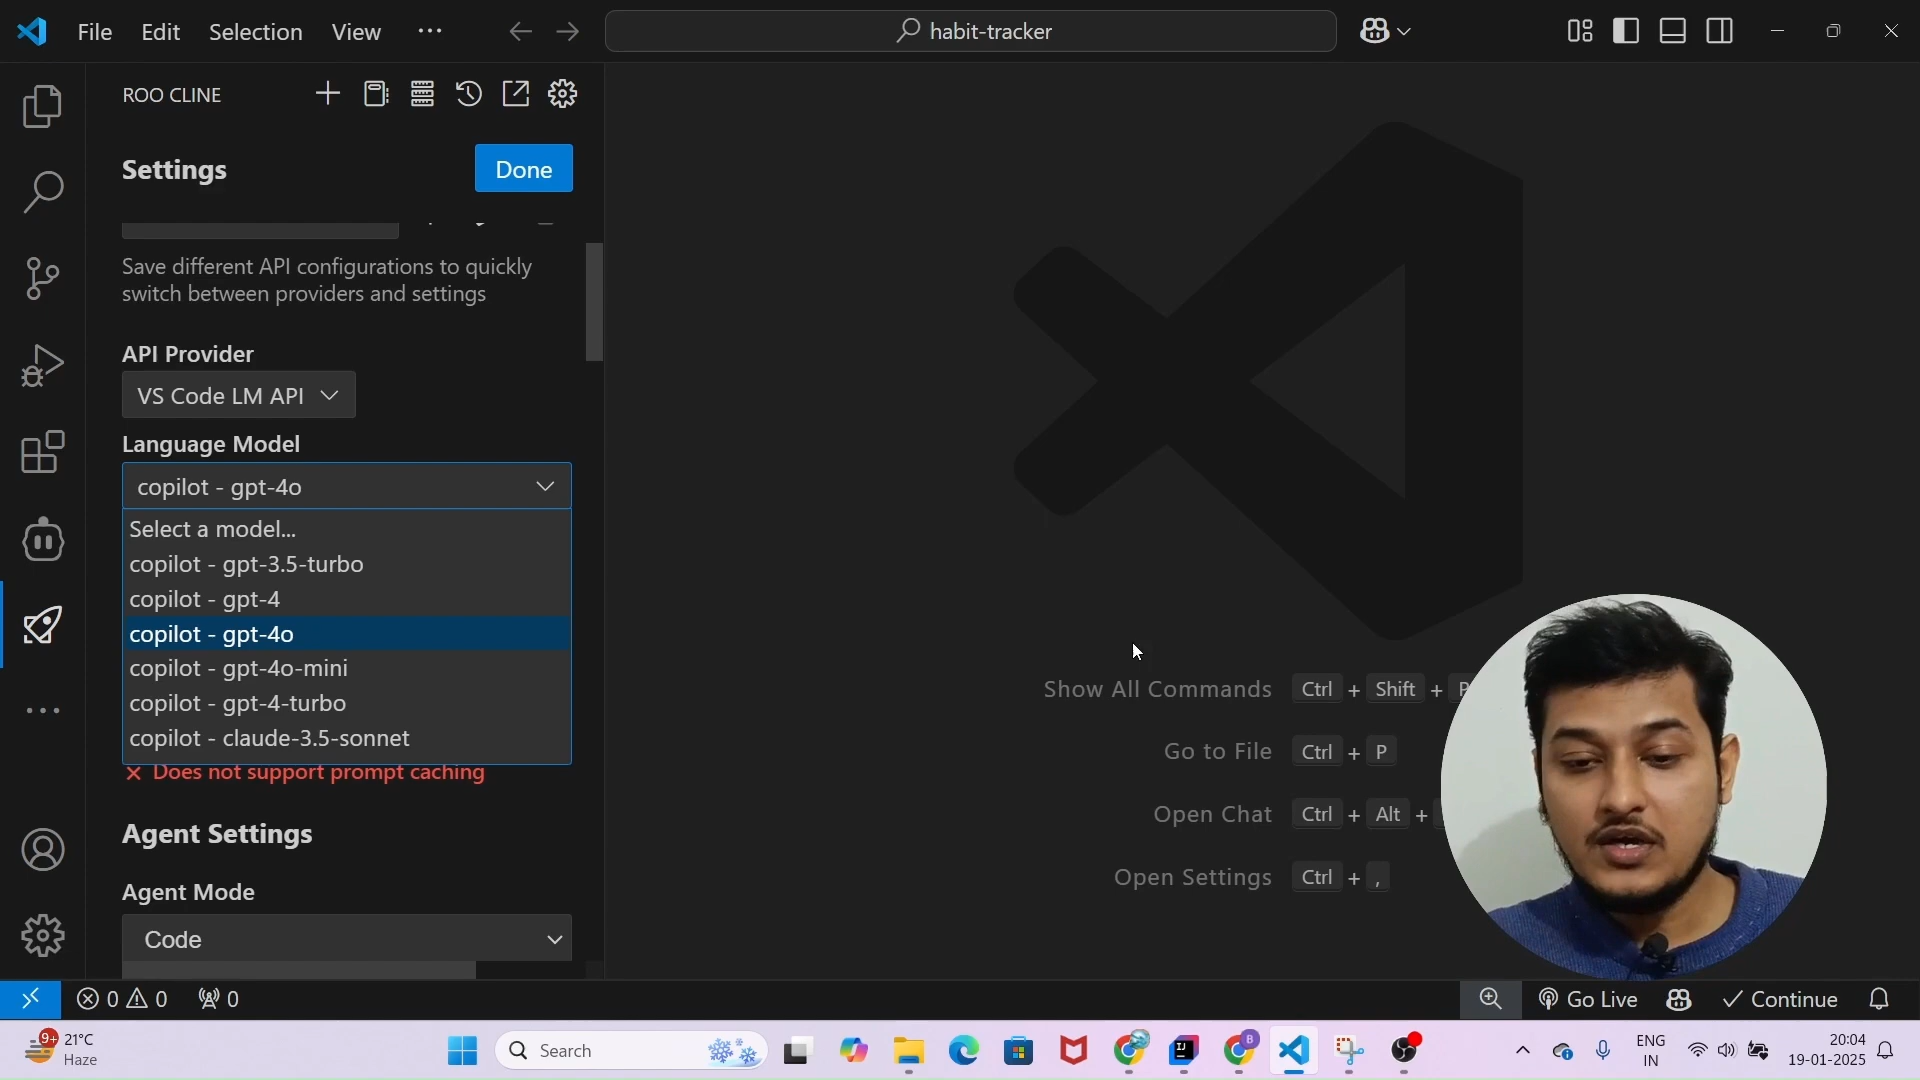 File Edit Selection View ··· habit-tracker
ROO CLINE
Settings Done
Save different API configurations to quickly
switch between providers and settings
API Provider
VS Code LM API
Language Model
copilot - gpt-4o
Select a model...
copilot - gpt-3.5-turbo
copilot - gpt-4
copilot - gpt-4o
copilot - gpt-4o-mini
copilot - gpt-4-turbo
copilot - claude-3.5-sonnet
Does not support prompt caching
Agent Settings
Agent Mode
Code
Show All Commands Ctrl + Shift + P
Go to File Ctrl + P
Open Chat Ctrl + Alt +
Open Settings Ctrl + ,
0 0 0 Go Live Continue
9+ 21°C
Haze
Search
B
ENG
IN
20:04
19-01-2025